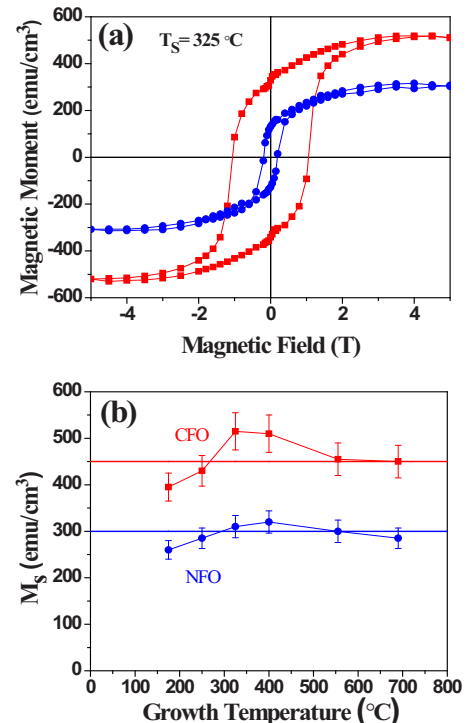 (a)
T_S= 325 °C
Magnetic Moment (emu/cm³)
600
400
200
0
-200
-400
-600
-4 -2 0 2 4
Magnetic Field (T)
(b)
CFO
NFO
M_S (emu/cm³)
600
500
400
300
200
100
0
0 100 200 300 400 500 600 700 800
Growth Temperature (°C)